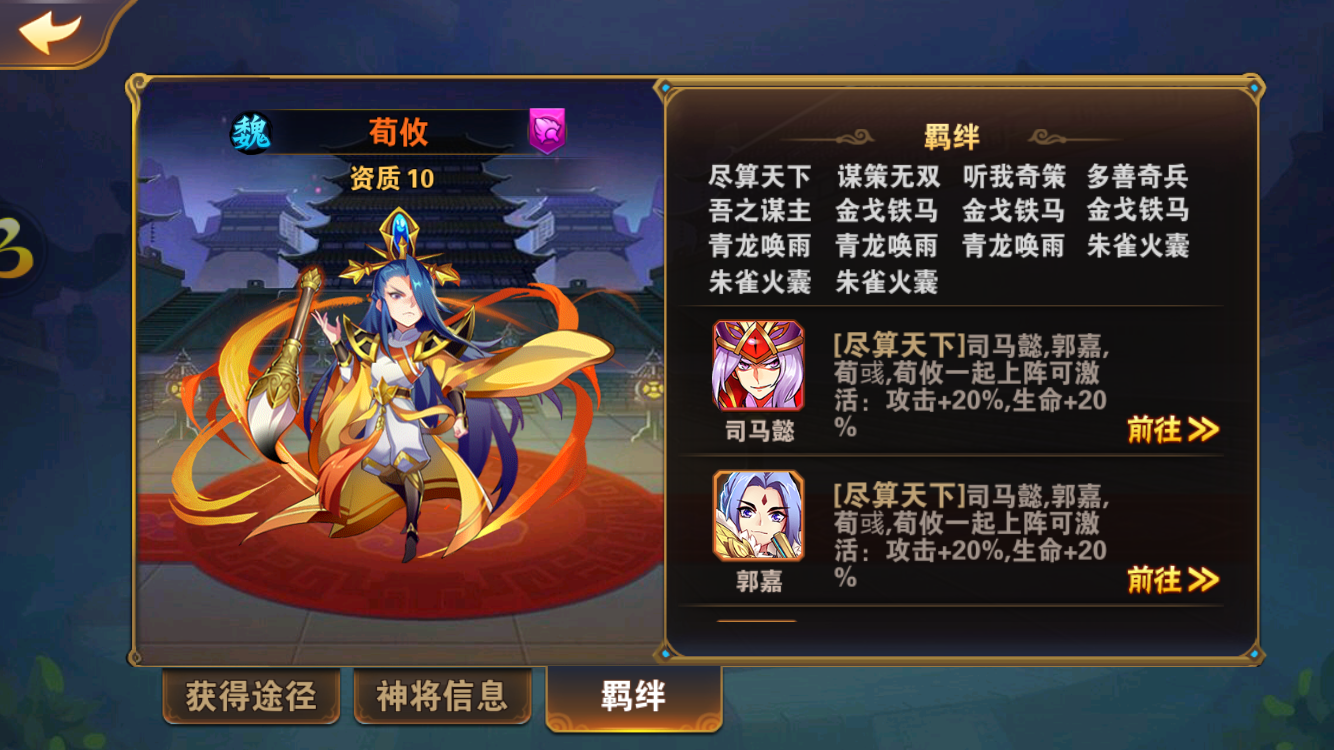 魏
荀攸
资质 10
羁绊
尽算天下 谋策无双 听我奇策 多善奇兵
吾之谋主 金戈铁马 金戈铁马 金戈铁马
青龙唤雨 青龙唤雨 青龙唤雨 朱雀火囊
朱雀火囊 朱雀火囊
[尽算天下]司马懿,郭嘉,
荀彧,荀攸一起上阵可激
活：攻击+20%,生命+20
%
司马懿
前往
[尽算天下]司马懿,郭嘉,
荀彧,荀攸一起上阵可激
活：攻击+20%,生命+20
%
郭嘉
前往
获得途径 神将信息 羁绊